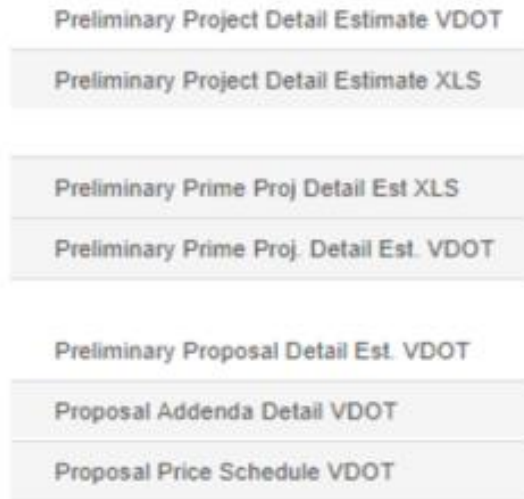 Preliminary Project Detail Estimate VDOT
Preliminary Project Detail Estimate XLS
Preliminary Prime Proj Detail Est XLS
Preliminary Prime Proj. Detail Est. VDOT
Preliminary Proposal Detail Est. VDOT
Proposal Addenda Detail VDOT
Proposal Price Schedule VDOT